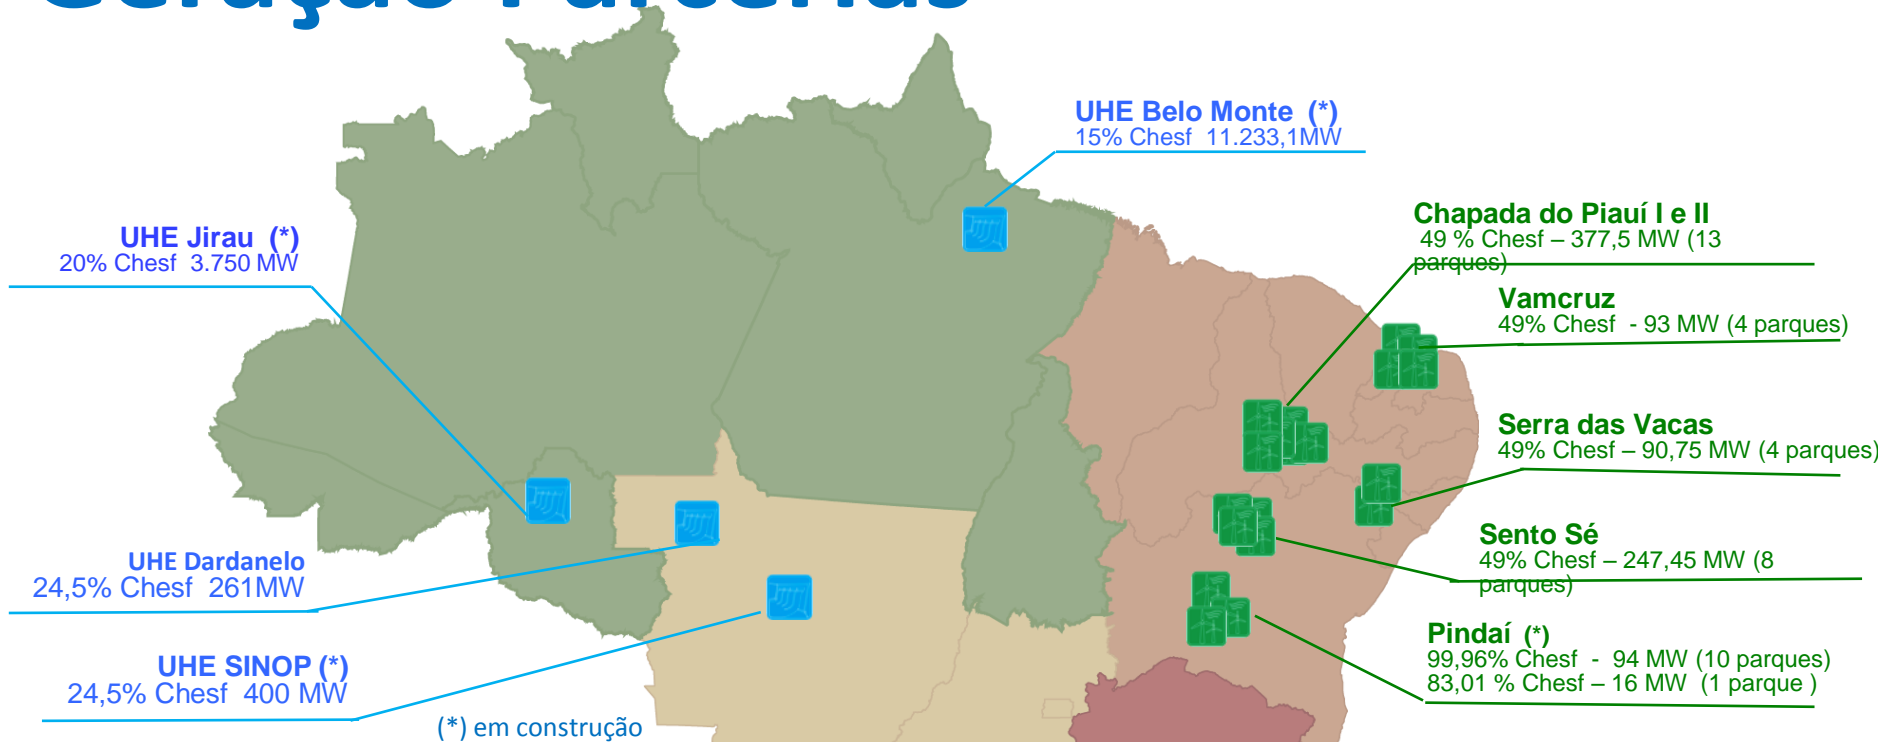 Geração Parcerias
UHE Belo Monte (*)
15% Chesf 11.233,1MW
Chapada do Piauí I e II
49 % Chesf – 377,5 MW (13
parques)
UHE Jirau (*)
20% Chesf 3.750 MW
Vamcruz
49% Chesf - 93 MW (4 parques)
Serra das Vacas
49% Chesf – 90,75 MW (4 parques)
Sento Sé
49% Chesf – 247,45 MW (8
parques)
UHE Dardanelo
24,5% Chesf 261MW
Pindaí (*)
99,96% Chesf - 94 MW (10 parques)
83,01 % Chesf – 16 MW (1 parque )
UHE SINOP (*)
24,5% Chesf 400 MW
(*) em construção